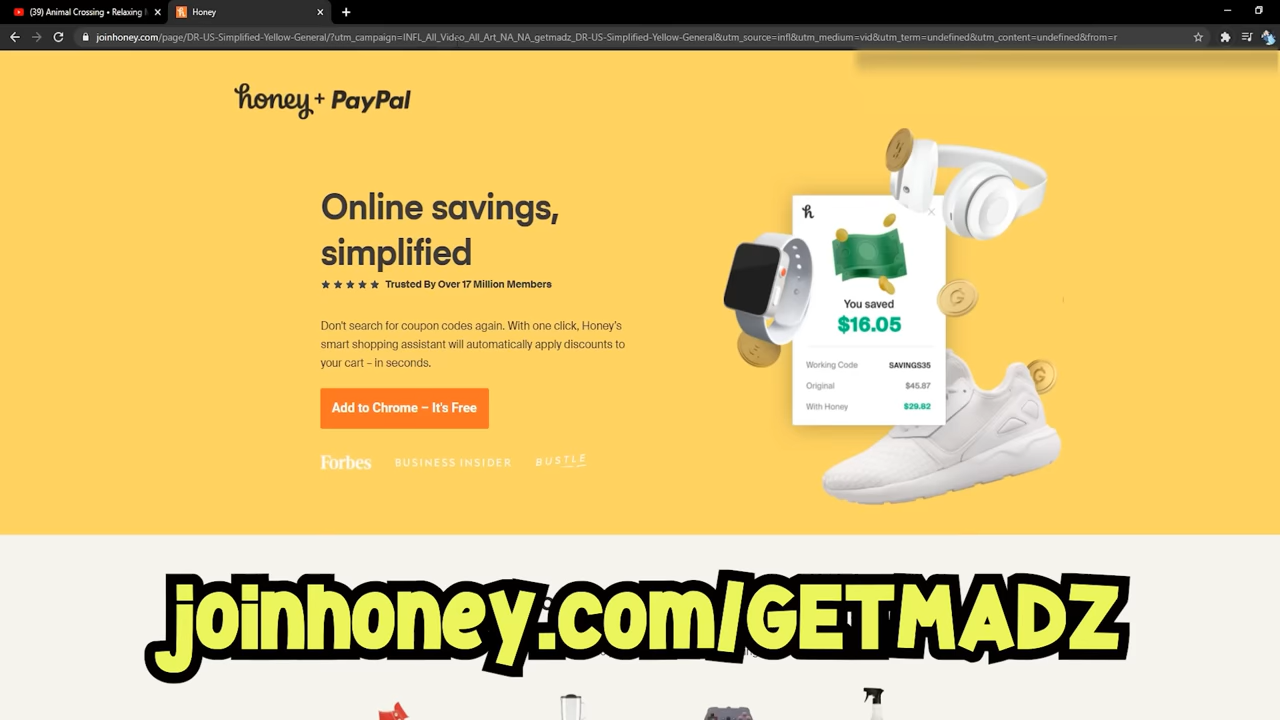 (39) Animal Crossing • Relaxing
Honey
joinhoney.com/page/DR-US-Simplified-Yellow-General/?utm_campaign=INFL_All_Video_All_Art_NA_NA_getmadz_DR-US-Simplified-Yellow-General&utm_source=infl&utm_medium=vid&utm_term=undefined&utm_content=undefined&from=r
honey + PayPal
Online savings,
simplified
Trusted By Over 17 Million Members
Don't search for coupon codes again. With one click, Honey's
smart shopping assistant will automatically apply discounts to
your cart – in seconds.
Add to Chrome – It's Free
Forbes BUSINESS INSIDER BUSTLE
h
You saved
$16.05
Working Code SAVINGS35
Original $45.87
With Honey $29.82
joinhoney.com/GETMADZ